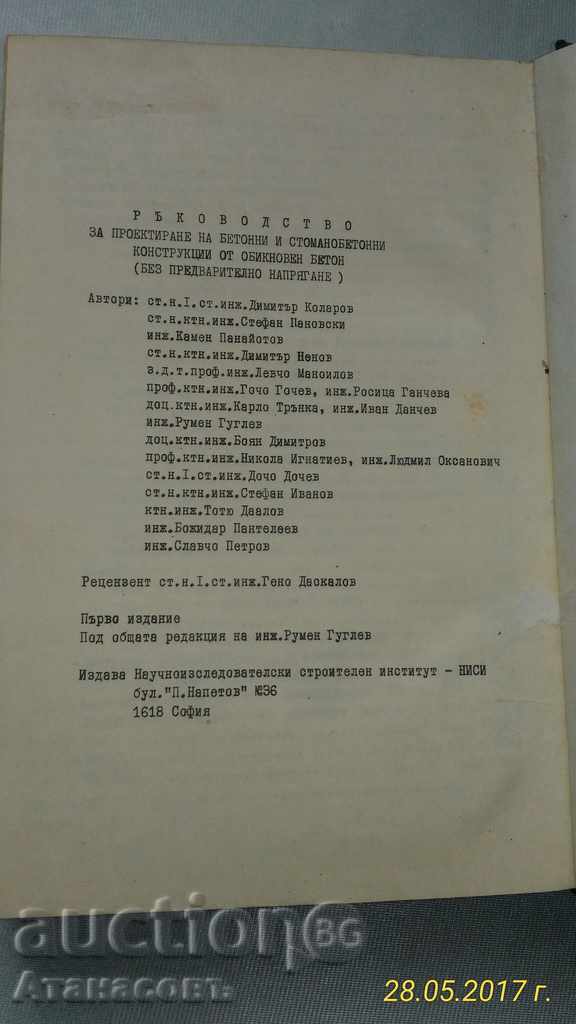 Р Ъ К О В О Д С Т В О
ЗА ПРОЕКТИРАНЕ НА БЕТОННИ И СТОМАНОБЕТОННИ
КОНСТРУКЦИИ ОТ ОБИКНОВЕН БЕТОН
(БЕЗ ПРЕДВАРИТЕЛНО НАПРЯГАНЕ )
Автори: ст.н.I.ст.инж.Димитър Коларов
ст.н.ктн.инж.Стефан Пановски
инж.Камен Панайотов
ст.н.ктн.инж.Димитър Ненов
з.д.т.проф.инж.Левчо Маноилов
проф.ктн.инж.Гочо Гочев, инж.Росица Ганчева
доц.ктн.инж.Карло Трънка, инж.Иван Данчев
инж.Румен Гуглев
доц.ктн.инж.Боян Димитров
проф.ктн.инж.Никола Игнатиев, инж.Людмил Оксанович
ст.н.I.ст.инж.Дочо Дочев
ст.н.ктн.инж.Стефан Иванов
ктн.инж.Тотю Даалов
инж.Божидар Пантелеев
инж.Славчо Петров
Рецензент ст.н.I.ст.инж.Гено Даскалов
Първо издание
Под общата редакция на инж.Румен Гуглев
Издава Научноизследователски строителен институт - НИСИ
бул."П.Напетов" №36
1618 София
auction BG
Атанасовъ
28.05.2017 г.